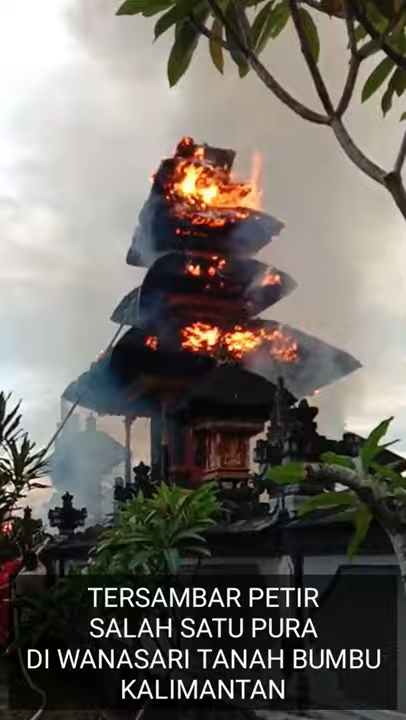 TERSAMBAR PETIR
SALAH SATU PURA
DI WANASARI TANAH BUMBU
KALIMANTAN